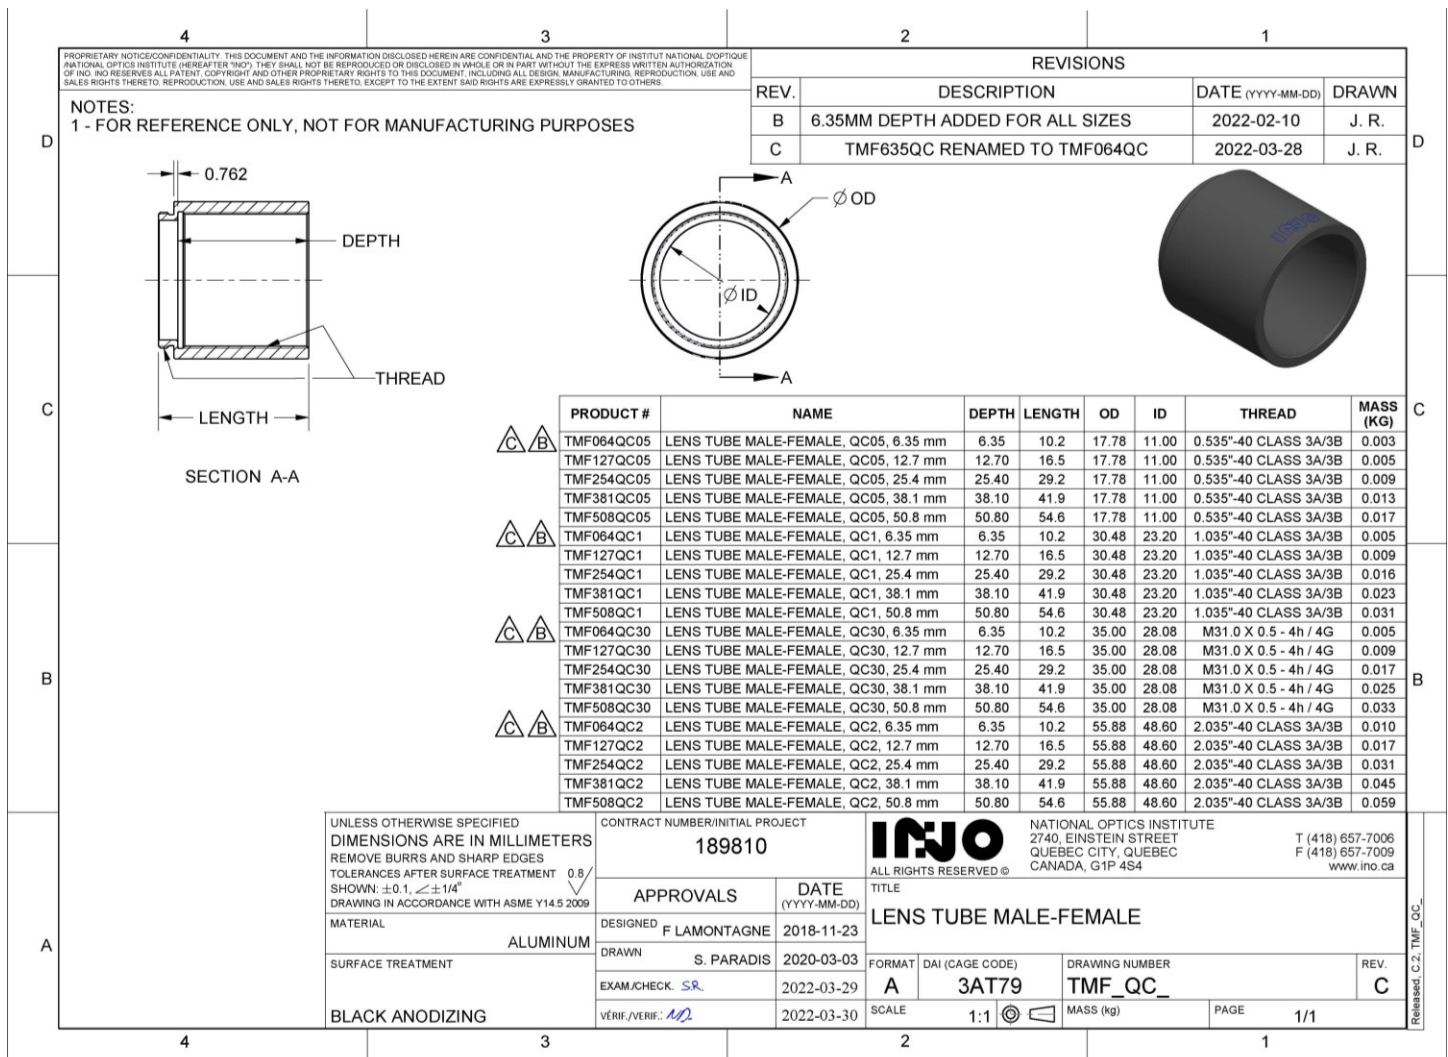 4 3 2 1
PROPRIETARY NOTICE/CONFIDENTIALITY. THIS DOCUMENT AND THE INFORMATION DISCLOSED HEREIN ARE CONFIDENTIAL AND THE PROPERTY OF INSTITUT NATIONAL D'OPTIQUE
/NATIONAL OPTICS INSTITUTE (HEREAFTER "INO"). THEY SHALL NOT BE REPRODUCED OR DISCLOSED IN WHOLE OR IN PART WITHOUT THE EXPRESS WRITTEN AUTHORIZATION
OF INO. INO RESERVES ALL PATENT, COPYRIGHT AND OTHER PROPRIETARY RIGHTS TO THIS DOCUMENT, INCLUDING ALL DESIGN, MANUFACTURING, REPRODUCTION, USE AND
SALES RIGHTS THERETO, REPRODUCTION, USE AND SALES RIGHTS THERETO, EXCEPT TO THE EXTENT SAID RIGHTS ARE EXPRESSLY GRANTED TO OTHERS.
NOTES:
1 - FOR REFERENCE ONLY, NOT FOR MANUFACTURING PURPOSES
REVISIONS
REV. DESCRIPTION DATE (YYYY-MM-DD) DRAWN
B 6.35MM DEPTH ADDED FOR ALL SIZES 2022-02-10 J. R.
C TMF635QC RENAMED TO TMF064QC 2022-03-28 J. R.
D D
0.762
DEPTH
THREAD
LENGTH
SECTION A-A
A
Ø OD
Ø ID
A
INO
C C
PRODUCT # NAME DEPTH LENGTH OD ID THREAD MASS (KG)
C B TMF064QC05 LENS TUBE MALE-FEMALE, QC05, 6.35 mm 6.35 10.2 17.78 11.00 0.535"-40 CLASS 3A/3B 0.003
TMF127QC05 LENS TUBE MALE-FEMALE, QC05, 12.7 mm 12.70 16.5 17.78 11.00 0.535"-40 CLASS 3A/3B 0.005
TMF254QC05 LENS TUBE MALE-FEMALE, QC05, 25.4 mm 25.40 29.2 17.78 11.00 0.535"-40 CLASS 3A/3B 0.009
TMF381QC05 LENS TUBE MALE-FEMALE, QC05, 38.1 mm 38.10 41.9 17.78 11.00 0.535"-40 CLASS 3A/3B 0.013
TMF508QC05 LENS TUBE MALE-FEMALE, QC05, 50.8 mm 50.80 54.6 17.78 11.00 0.535"-40 CLASS 3A/3B 0.017
C B TMF064QC1 LENS TUBE MALE-FEMALE, QC1, 6.35 mm 6.35 10.2 30.48 23.20 1.035"-40 CLASS 3A/3B 0.005
TMF127QC1 LENS TUBE MALE-FEMALE, QC1, 12.7 mm 12.70 16.5 30.48 23.20 1.035"-40 CLASS 3A/3B 0.009
TMF254QC1 LENS TUBE MALE-FEMALE, QC1, 25.4 mm 25.40 29.2 30.48 23.20 1.035"-40 CLASS 3A/3B 0.016
TMF381QC1 LENS TUBE MALE-FEMALE, QC1, 38.1 mm 38.10 41.9 30.48 23.20 1.035"-40 CLASS 3A/3B 0.023
TMF508QC1 LENS TUBE MALE-FEMALE, QC1, 50.8 mm 50.80 54.6 30.48 23.20 1.035"-40 CLASS 3A/3B 0.031
C B TMF064QC30 LENS TUBE MALE-FEMALE, QC30, 6.35 mm 6.35 10.2 35.00 28.08 M31.0 X 0.5 - 4h / 4G 0.005
TMF127QC30 LENS TUBE MALE-FEMALE, QC30, 12.7 mm 12.70 16.5 35.00 28.08 M31.0 X 0.5 - 4h / 4G 0.009
TMF254QC30 LENS TUBE MALE-FEMALE, QC30, 25.4 mm 25.40 29.2 35.00 28.08 M31.0 X 0.5 - 4h / 4G 0.017
TMF381QC30 LENS TUBE MALE-FEMALE, QC30, 38.1 mm 38.10 41.9 35.00 28.08 M31.0 X 0.5 - 4h / 4G 0.025
TMF508QC30 LENS TUBE MALE-FEMALE, QC30, 50.8 mm 50.80 54.6 35.00 28.08 M31.0 X 0.5 - 4h / 4G 0.033
C B TMF064QC2 LENS TUBE MALE-FEMALE, QC2, 6.35 mm 6.35 10.2 55.88 48.60 2.035"-40 CLASS 3A/3B 0.010
TMF127QC2 LENS TUBE MALE-FEMALE, QC2, 12.7 mm 12.70 16.5 55.88 48.60 2.035"-40 CLASS 3A/3B 0.017
TMF254QC2 LENS TUBE MALE-FEMALE, QC2, 25.4 mm 25.40 29.2 55.88 48.60 2.035"-40 CLASS 3A/3B 0.031
TMF381QC2 LENS TUBE MALE-FEMALE, QC2, 38.1 mm 38.10 41.9 55.88 48.60 2.035"-40 CLASS 3A/3B 0.045
TMF508QC2 LENS TUBE MALE-FEMALE, QC2, 50.8 mm 50.80 54.6 55.88 48.60 2.035"-40 CLASS 3A/3B 0.059
B B
UNLESS OTHERWISE SPECIFIED
DIMENSIONS ARE IN MILLIMETERS
REMOVE BURRS AND SHARP EDGES
TOLERANCES AFTER SURFACE TREATMENT 0.8
SHOWN: ±0.1, ∠±1/4°
DRAWING IN ACCORDANCE WITH ASME Y14.5 2009
MATERIAL
ALUMINUM
SURFACE TREATMENT
BLACK ANODIZING
CONTRACT NUMBER/INITIAL PROJECT
189810
APPROVALS DATE (YYYY-MM-DD)
DESIGNED F LAMONTAGNE 2018-11-23
DRAWN S. PARADIS 2020-03-03
EXAM./CHECK. S.R. 2022-03-29
VÉRIF./VERIF.: N.D. 2022-03-30
INO
ALL RIGHTS RESERVED ©
NATIONAL OPTICS INSTITUTE
2740, EINSTEIN STREET
QUEBEC CITY, QUEBEC
CANADA, G1P 4S4
T (418) 657-7006
F (418) 657-7009
www.ino.ca
TITLE
LENS TUBE MALE-FEMALE
FORMAT A
DAI (CAGE CODE) 3AT79
DRAWING NUMBER TMF_QC_
REV. C
SCALE 1:1
MASS (kg)
PAGE 1/1
A
Released, C.2, TMF_QC_
4 3 2 1